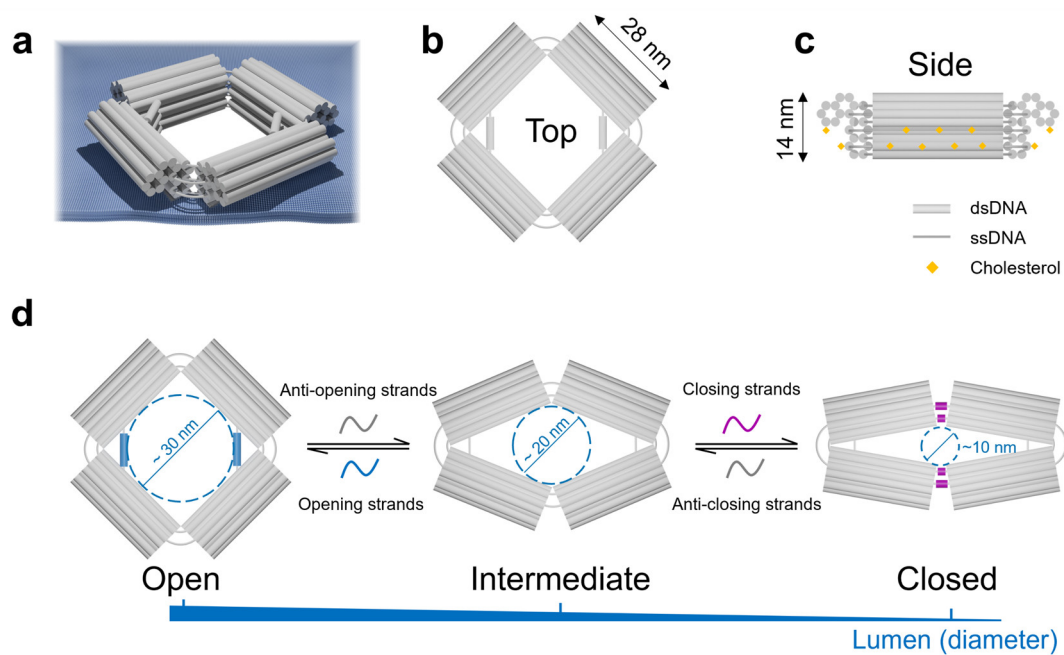 a
b
28 nm
Top
c
Side
14 nm
dsDNA
ssDNA
Cholesterol
d
~ 30 nm
Anti-opening strands
Opening strands
~ 20 nm
Closing strands
Anti-closing strands
~10 nm
Open
Intermediate
Closed
Lumen (diameter)